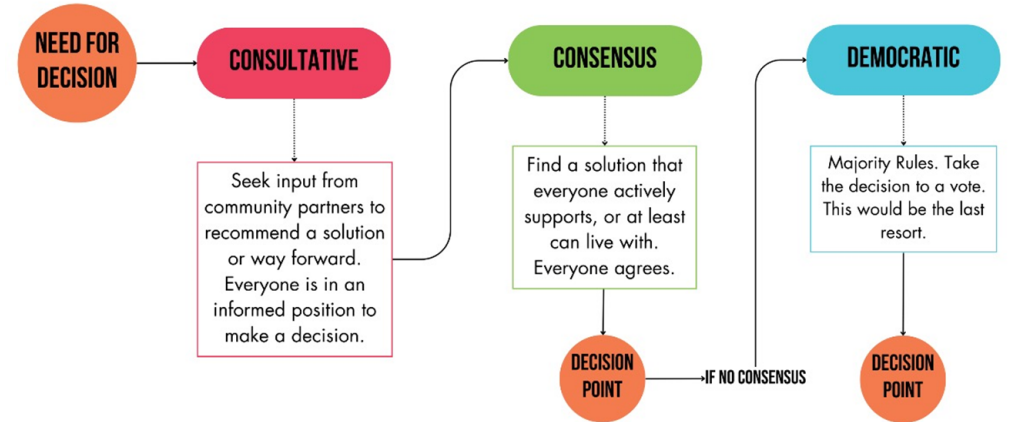 NEED FOR
DECISION
CONSULTATIVE
Seek input from
community partners to
recommend a solution
or way forward.
Everyone is in an
informed position to
make a decision.
CONSENSUS
Find a solution that
everyone actively
supports, or at least
can live with.
Everyone agrees.
DECISION
POINT
IF NO CONSENSUS
DEMOCRATIC
Majority Rules. Take
the decision to a vote.
This would be the last
resort.
DECISION
POINT